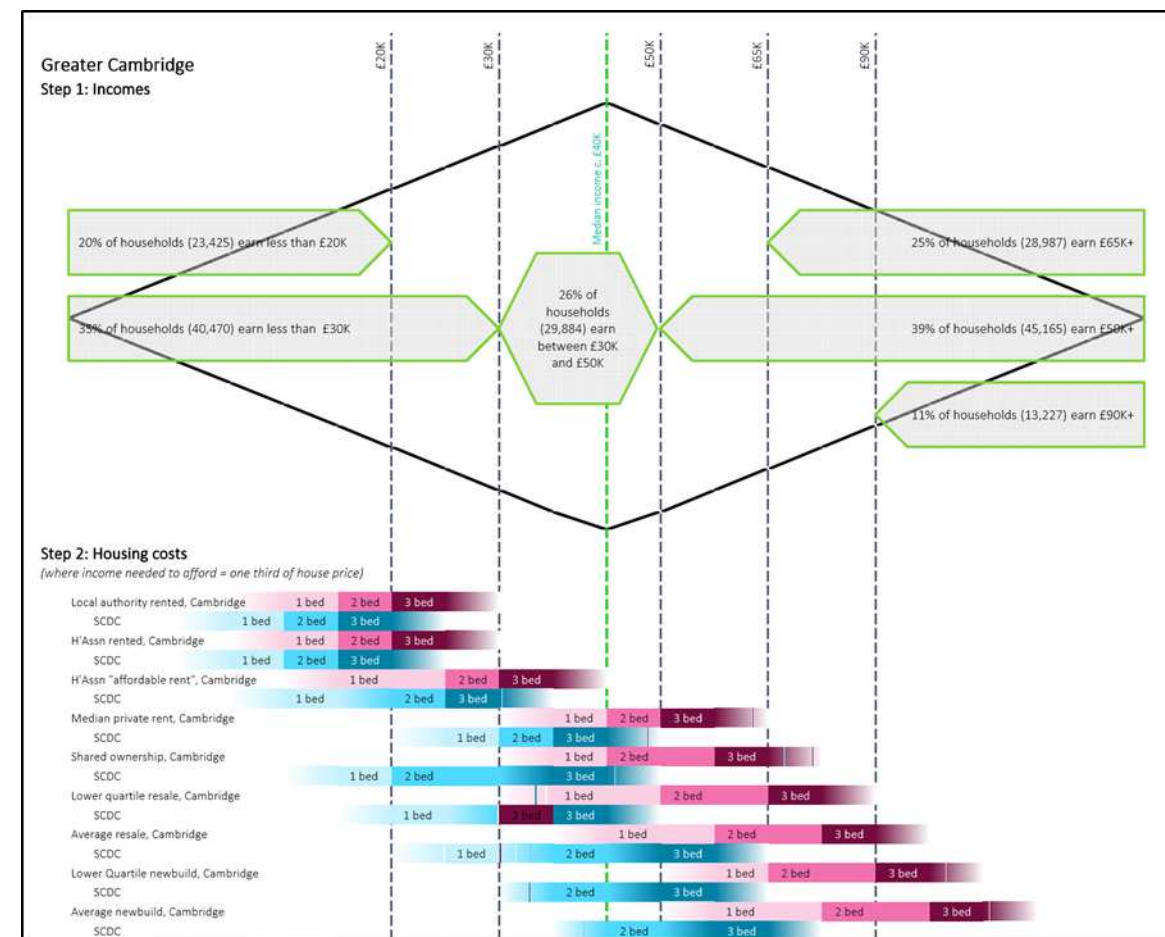 £20K
£30K
£50K
£65K
£90K
Greater Cambridge
Step 1: Incomes
Median income c. £40K
20% of households (23,425) earn less than £20K
25% of households (28,987) earn £65K+
35% of households (40,470) earn less than £30K
26% of
households
(29,884) earn
between £30K
and £50K
39% of households (45,165) earn £50K+
11% of households (13,227) earn £90K+
Step 2: Housing costs
(where income needed to afford = one third of house price)
Local authority rented, Cambridge 1 bed 2 bed 3 bed
SCDC 1 bed 2 bed 3 bed
H'Assn rented, Cambridge 1 bed 2 bed 3 bed
SCDC 1 bed 2 bed 3 bed
H'Assn "affordable rent", Cambridge 1 bed 2 bed 3 bed
SCDC 1 bed 2 bed 3 bed
Median private rent, Cambridge 1 bed 2 bed 3 bed
SCDC 1 bed 2 bed 3 bed
Shared ownership, Cambridge 1 bed 2 bed 3 bed
SCDC 1 bed 2 bed 3 bed
Lower quartile resale, Cambridge 1 bed 2 bed 3 bed
SCDC 1 bed 2 bed 3 bed
Average resale, Cambridge 1 bed 2 bed 3 bed
SCDC 1 bed 2 bed 3 bed
Lower Quartile newbuild, Cambridge 1 bed 2 bed 3 bed
SCDC 2 bed 3 bed
Average newbuild, Cambridge 1 bed 2 bed 3 bed
SCDC 2 bed 3 bed